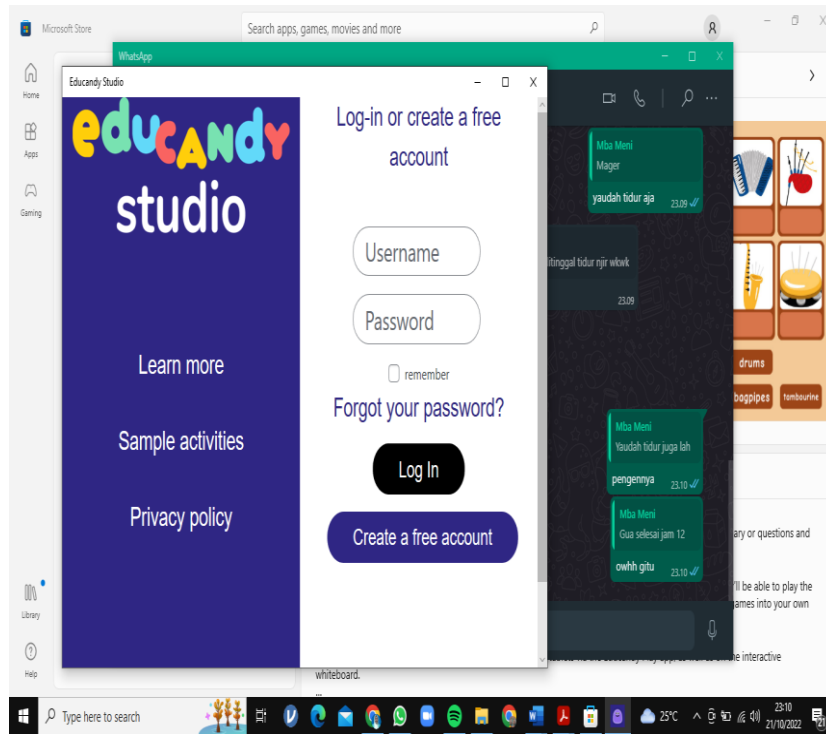 Microsoft Store
Search apps, games, movies and more
Home
Apps
Gaming
Library
Help
WhatsApp
Educandy Studio
educandy
studio
Learn more
Sample activities
Privacy policy
Log-in or create a free
account
Username
Password
remember
Forgot your password?
Log In
Create a free account
Mba Meni
Mager
yaudah tidur aja 23.09
itinggal tidur njir wkwk
23.09
Mba Meni
Yaudah tidur juga lah
pengennya 23.10
Mba Meni
Gua selesai jam 12
owhh gitu 23.10
drums
bagpipes tambourine
ary or questions and
'll be able to play the
games into your own
he interactive
whiteboard.
...
Type here to search
25°C
23:10
21/10/2022
21